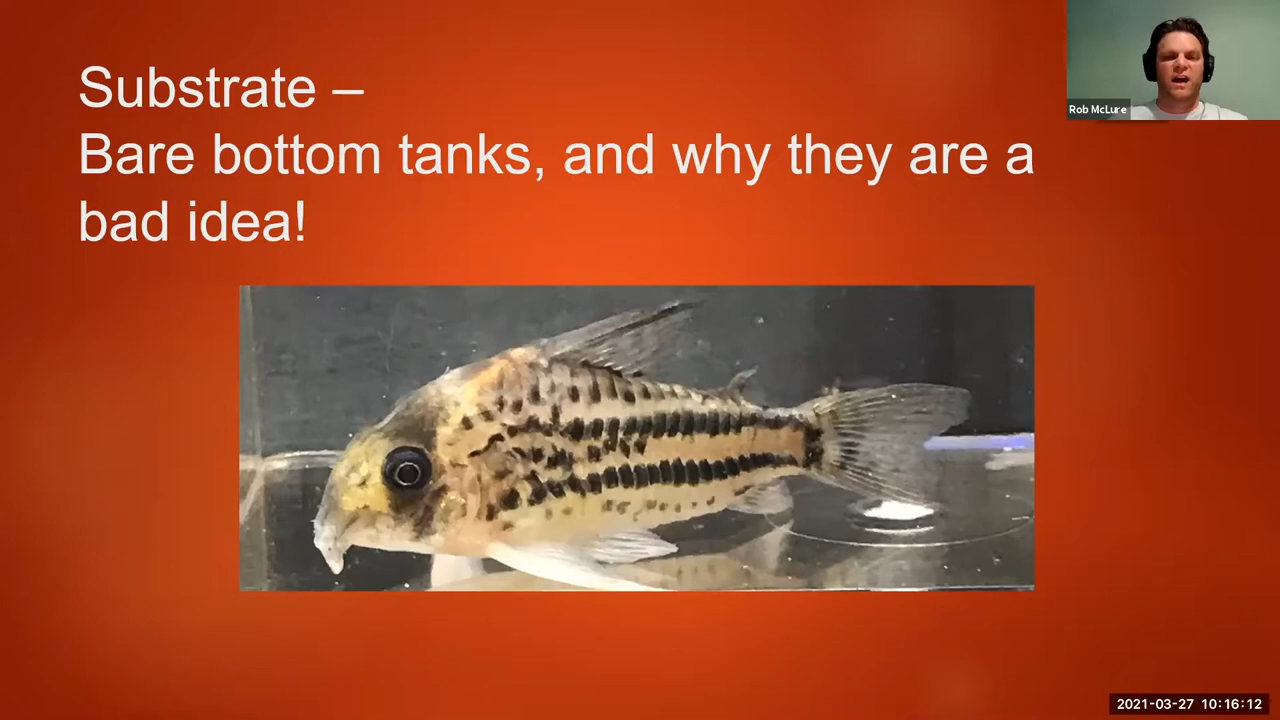 Substrate –
Bare bottom tanks, and why they are a
bad idea!
Rob McLure
2021-03-27 10:16:12